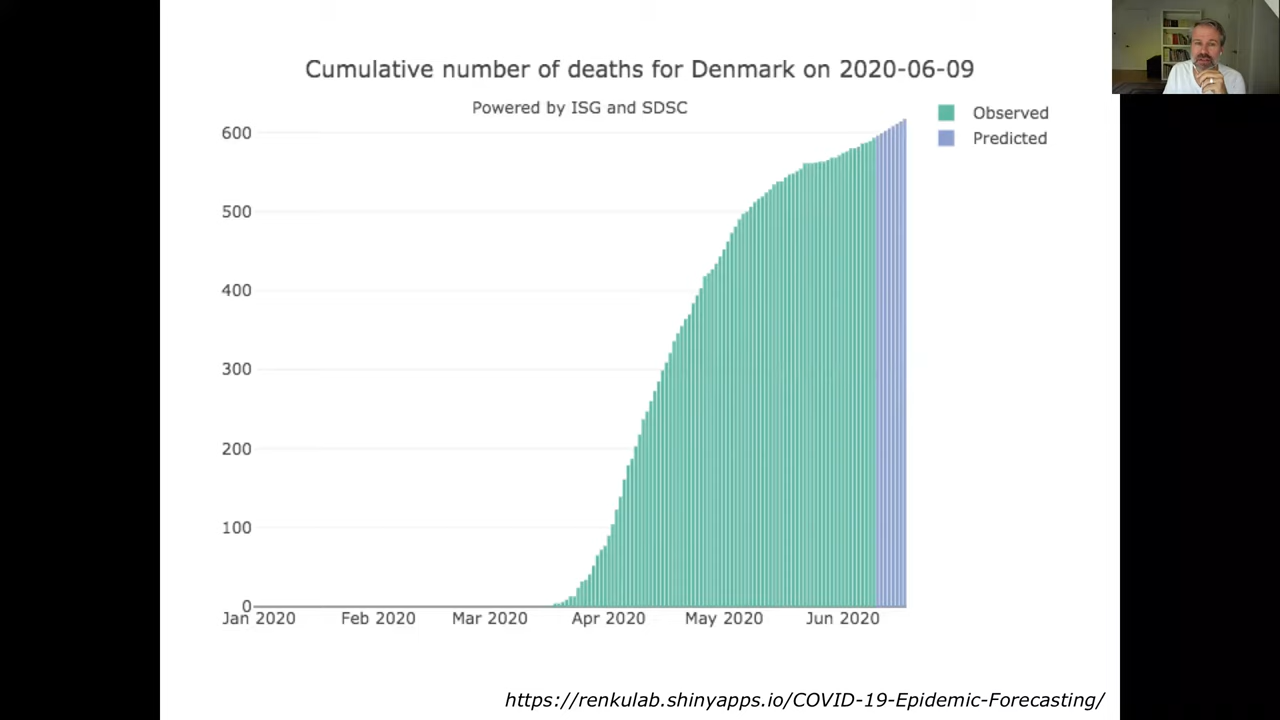 Cumulative number of deaths for Denmark on 2020-06-09
Powered by ISG and SDSC
Observed
Predicted
600
500
400
300
200
100
0
Jan 2020
Feb 2020
Mar 2020
Apr 2020
May 2020
Jun 2020
https://renkulab.shinyapps.io/COVID-19-Epidemic-Forecasting/